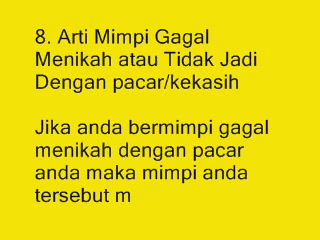 8. Arti Mimpi Gagal
Menikah atau Tidak Jadi
Dengan pacar/kekasih
Jika anda bermimpi gagal
menikah dengan pacar
anda maka mimpi anda
tersebut m